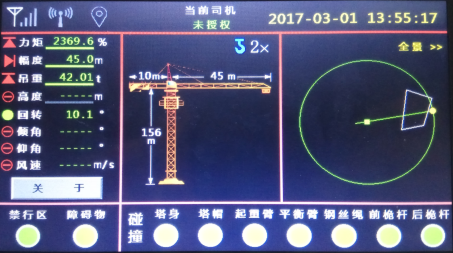 当前司机
未授权
2017-03-01 13:55:17
力矩 2369.6 %
幅度 45.0 m
吊重 42.01 t
高度 ----- m
回转 10.1 °
倾角 ----- °
仰角 ----- °
风速 ----- m/s
关 于
2×
10m
45 m
156
m
全景 >>
禁行区
障碍物
碰撞
塔身
塔帽
起重臂
平衡臂
钢丝绳
前桅杆
后桅杆